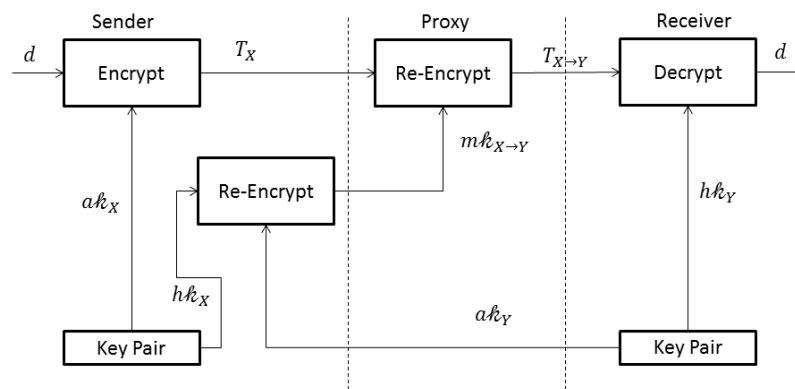 Sender
Proxy
Receiver
d
Encrypt
T_X
Re-Encrypt
T_{X→Y}
Decrypt
d
mk_{X→Y}
Re-Encrypt
ak_X
hk_Y
hk_X
ak_Y
Key Pair
Key Pair